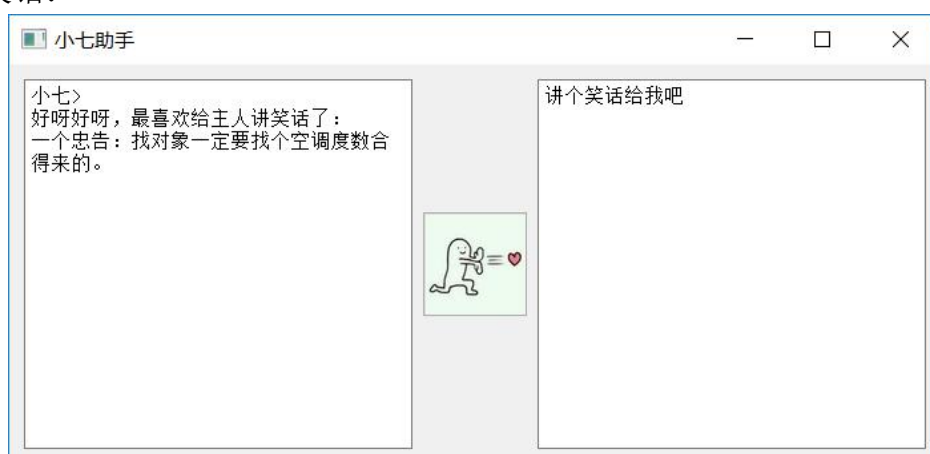 小七助手
小七>
好呀好呀，最喜欢给主人讲笑话了：
一个忠告：找对象一定要找个空调度数合
得来的。
讲个笑话给我吧